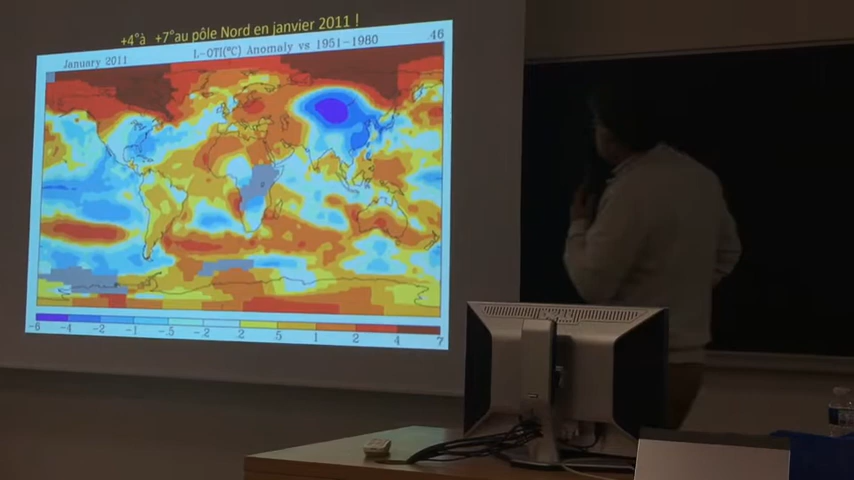 +4°à +7°au pôle Nord en janvier 2011 !
January 2011 L-OTI(°C) Anomaly vs 1951-1980 .46
-6 -4 -2 -1 -.5 -.2 .2 .5 1 2 4 7